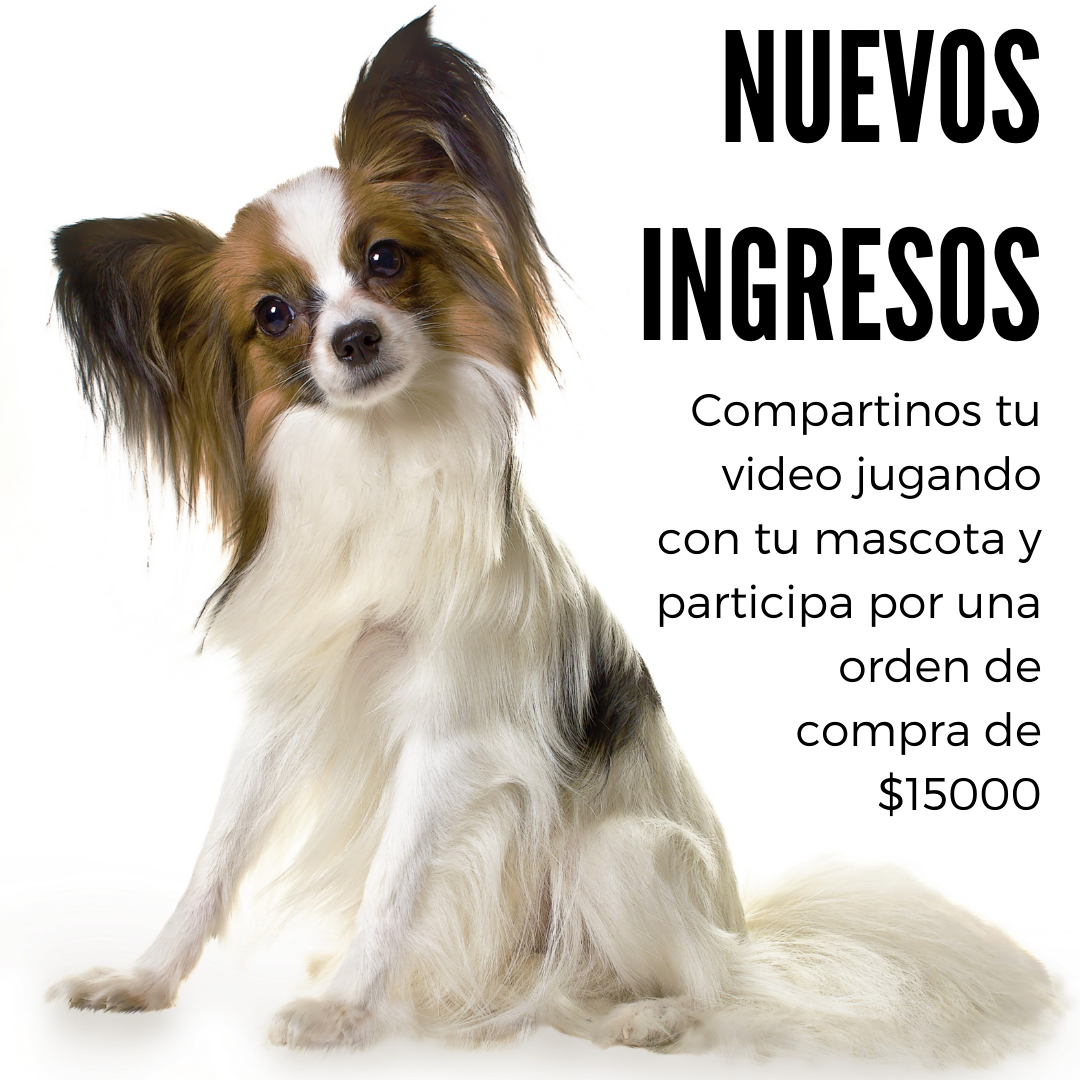 NUEVOS
INGRESOS
Compartinos tu
video jugando
con tu mascota y
participa por una
orden de
compra de
$15000